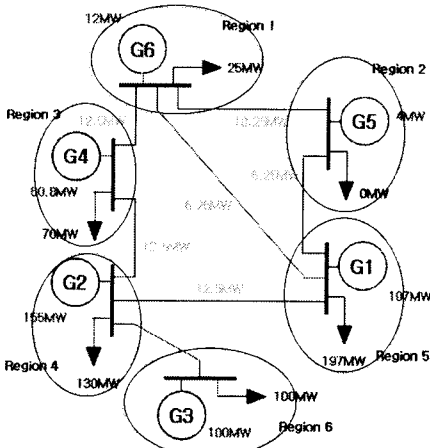 12MW
Region 1
G6
25MW
Region 2
Region 3
G5
4MW
G4
80.8MW
0MW
70MW
G2
G1
155MW
197MW
Region 4
130MW
197MW
Region 5
100MW
G3
100MW
Region 6